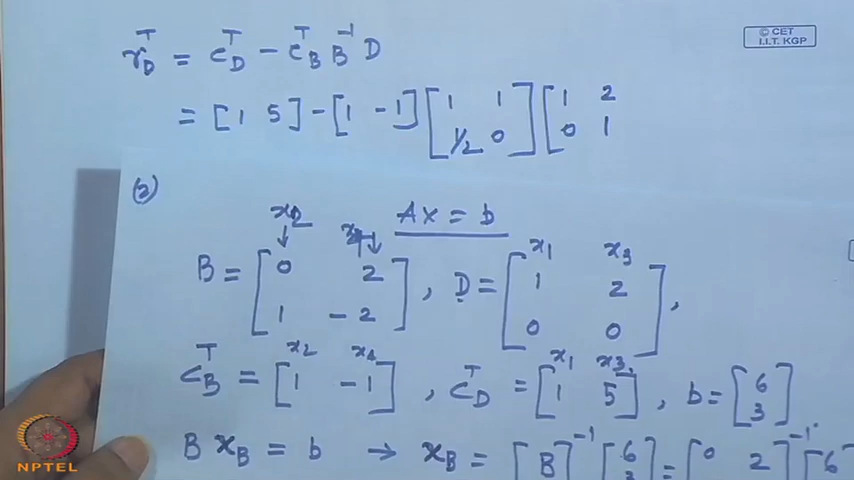 © CET
I.I.T. KGP
r_D^T = C_D^T - C_B^T B^-1 D
= [1 5] - [1 -1] [1 1; 1/2 0] [1 2; 0 1]
(2)
AX = b
x2 x4 x1 x3
B = [0 2; 1 -2], D = [1 2; 0 0],
x2 x4 x1 x3
C_B^T = [1 -1], C_D^T = [1 5], b = [6; 3]
B x_B = b → x_B = [B]^-1 [6; 3] = [0 2]^-1 [6
NPTEL